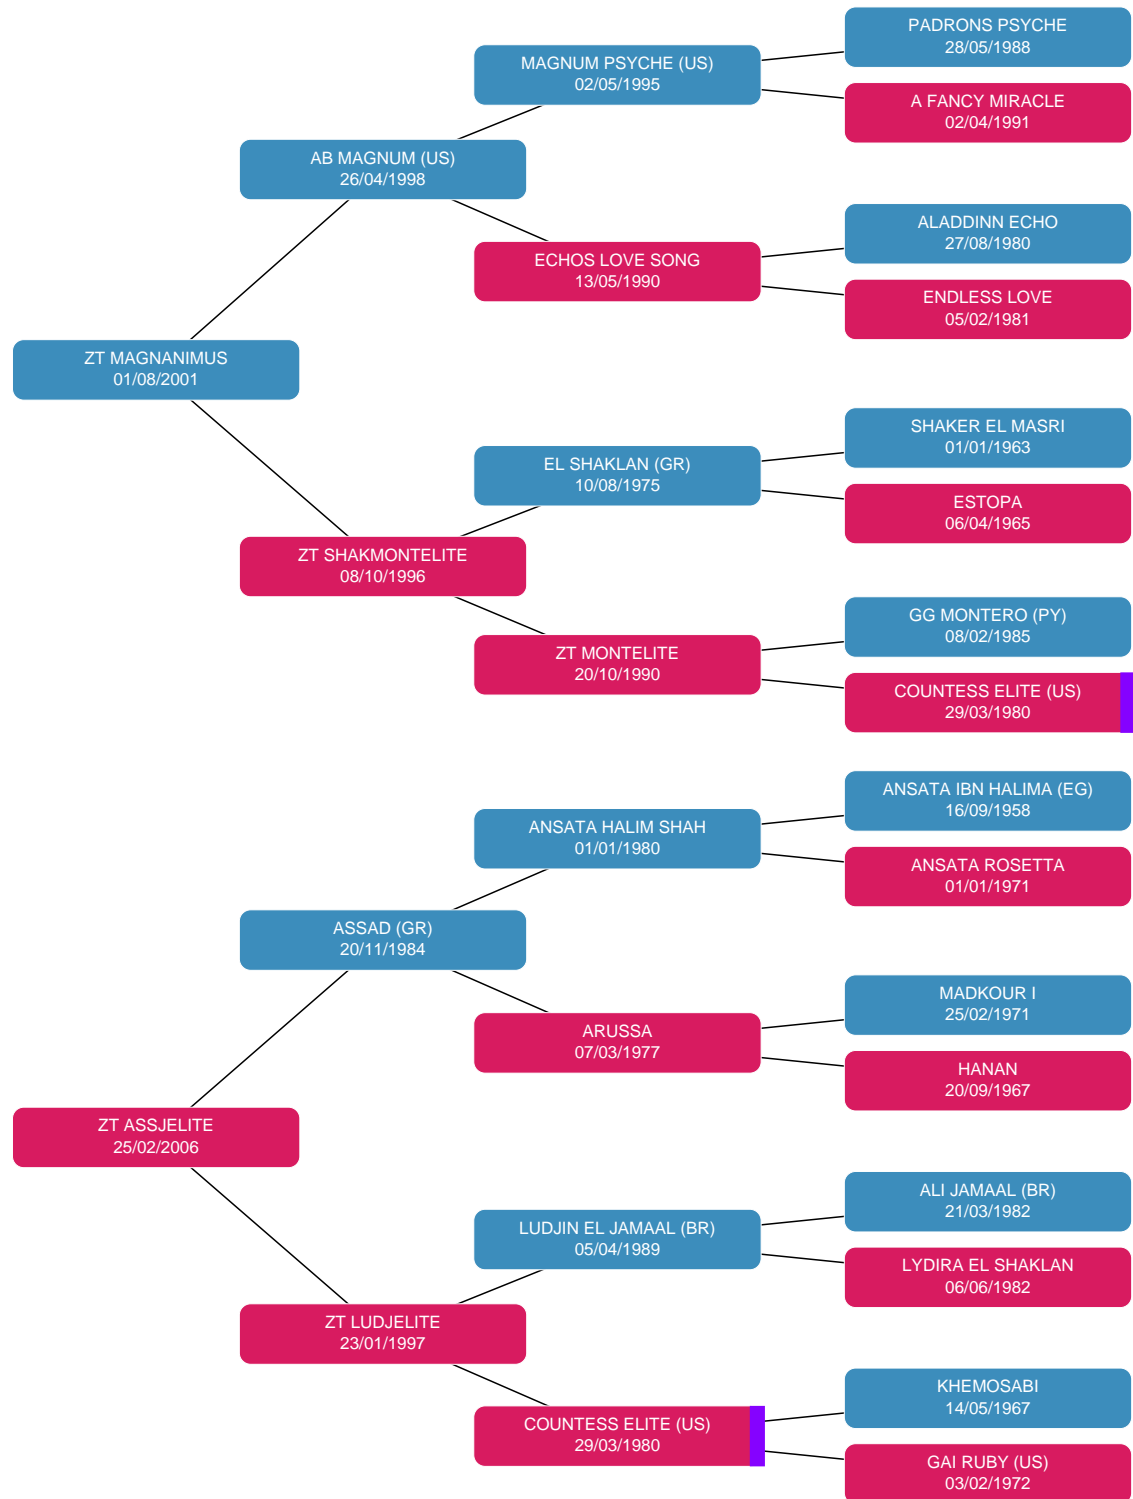 PADRONS PSYCHE
28/05/1988
MAGNUM PSYCHE (US)
02/05/1995
A FANCY MIRACLE
02/04/1991
AB MAGNUM (US)
26/04/1998
ALADDINN ECHO
27/08/1980
ECHOS LOVE SONG
13/05/1990
ENDLESS LOVE
05/02/1981
ZT MAGNANIMUS
01/08/2001
SHAKER EL MASRI
01/01/1963
EL SHAKLAN (GR)
10/08/1975
ESTOPA
06/04/1965
ZT SHAKMONTELITE
08/10/1996
GG MONTERO (PY)
08/02/1985
ZT MONTELITE
20/10/1990
COUNTESS ELITE (US)
29/03/1980
ANSATA IBN HALIMA (EG)
16/09/1958
ANSATA HALIM SHAH
01/01/1980
ANSATA ROSETTA
01/01/1971
ASSAD (GR)
20/11/1984
MADKOUR I
25/02/1971
ARUSSA
07/03/1977
HANAN
20/09/1967
ZT ASSJELITE
25/02/2006
ALI JAMAAL (BR)
21/03/1982
LUDJIN EL JAMAAL (BR)
05/04/1989
LYDIRA EL SHAKLAN
06/06/1982
ZT LUDJELITE
23/01/1997
KHEMOSABI
14/05/1967
COUNTESS ELITE (US)
29/03/1980
GAI RUBY (US)
03/02/1972